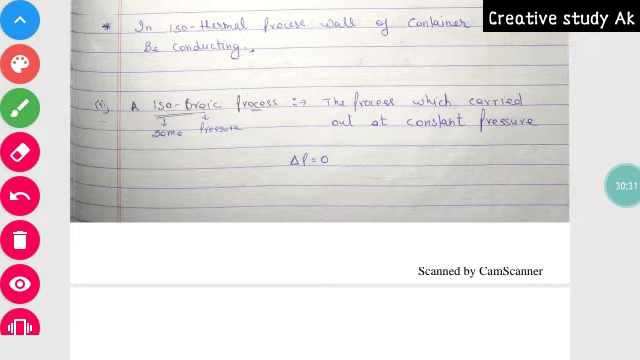 Creative study Ak
* In Iso-thermal Process wall of Container
Be conducting.
(ii) A Iso-Braic Process :→ The Process which carried
↓ Same ↓ Pressure out at constant Pressure
ΔP = 0
30:31
Scanned by CamScanner